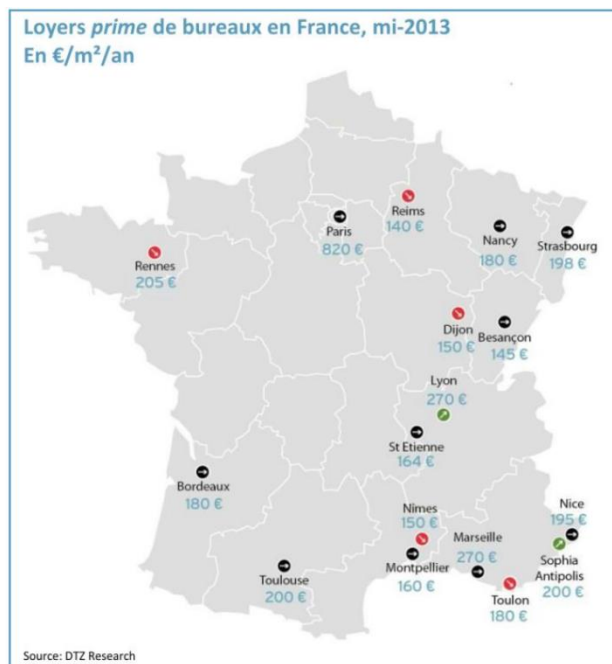 Loyers prime de bureaux en France, mi-2013
En €/m²/an
Reims
140 €
Paris
820 €
Nancy
180 €
Strasbourg
198 €
Rennes
205 €
Dijon
150 €
Besançon
145 €
Lyon
270 €
St Etienne
164 €
Bordeaux
180 €
Nîmes
150 €
Montpellier
160 €
Marseille
270 €
Nice
195 €
Sophia
Antipolis
200 €
Toulouse
200 €
Toulon
180 €
Source: DTZ Research